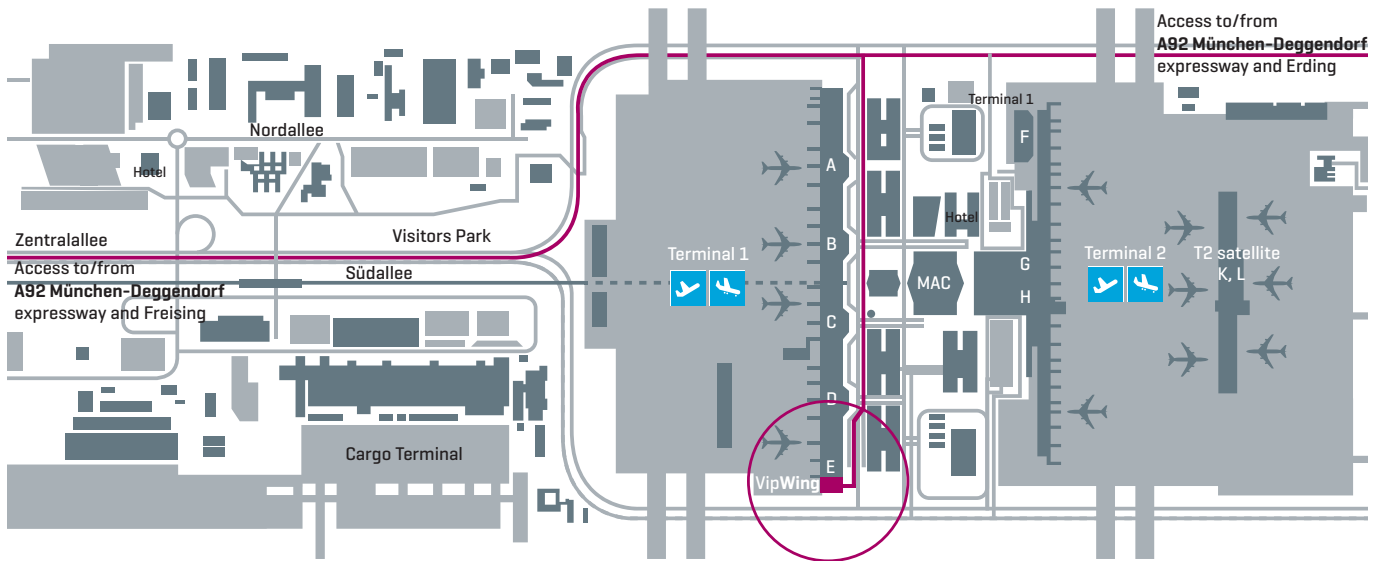 Access to/from
A92 München-Deggendorf
expressway and Erding
Terminal 1
Nordallee
F
A
Hotel
Hotel
B
Zentralallee
Visitors Park
Terminal 1
Terminal 2
T2 satellite
K, L
G
Access to/from
A92 München-Deggendorf
expressway and Freising
Südallee
MAC
H
C
D
Cargo Terminal
E
VipWing